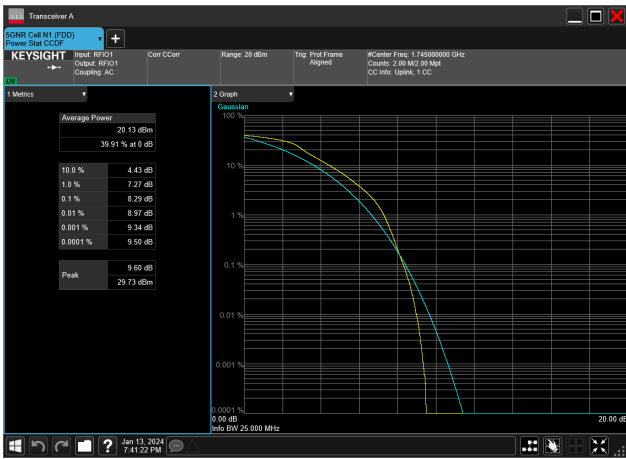 Transceiver A
5GNR Cell N1 (FDD)
Power Stat CCDF
KEYSIGHT
Input: RFIO1
Output: RFIO1
Coupling: AC
Corr CCorr
Range: 20 dBm
Trig: Prot Frame
Aligned
#Center Freq: 1.745000000 GHz
Counts: 2.00 M/2.00 Mpt
CC Info: Uplink, 1 CC
1 Metrics
Average Power
20.13 dBm
39.91 % at 0 dB
10.0 % 4.43 dB
1.0 % 7.27 dB
0.1 % 8.29 dB
0.01 % 8.97 dB
0.001 % 9.34 dB
0.0001 % 9.50 dB
Peak
9.60 dB
29.73 dBm
2 Graph
Gaussian
100 %
10 %
1 %
0.1 %
0.01 %
0.001 %
0.0001 %
0.00 dB
20.00 dB
Info BW 25.000 MHz
?
Jan 13, 2024
7:41:22 PM